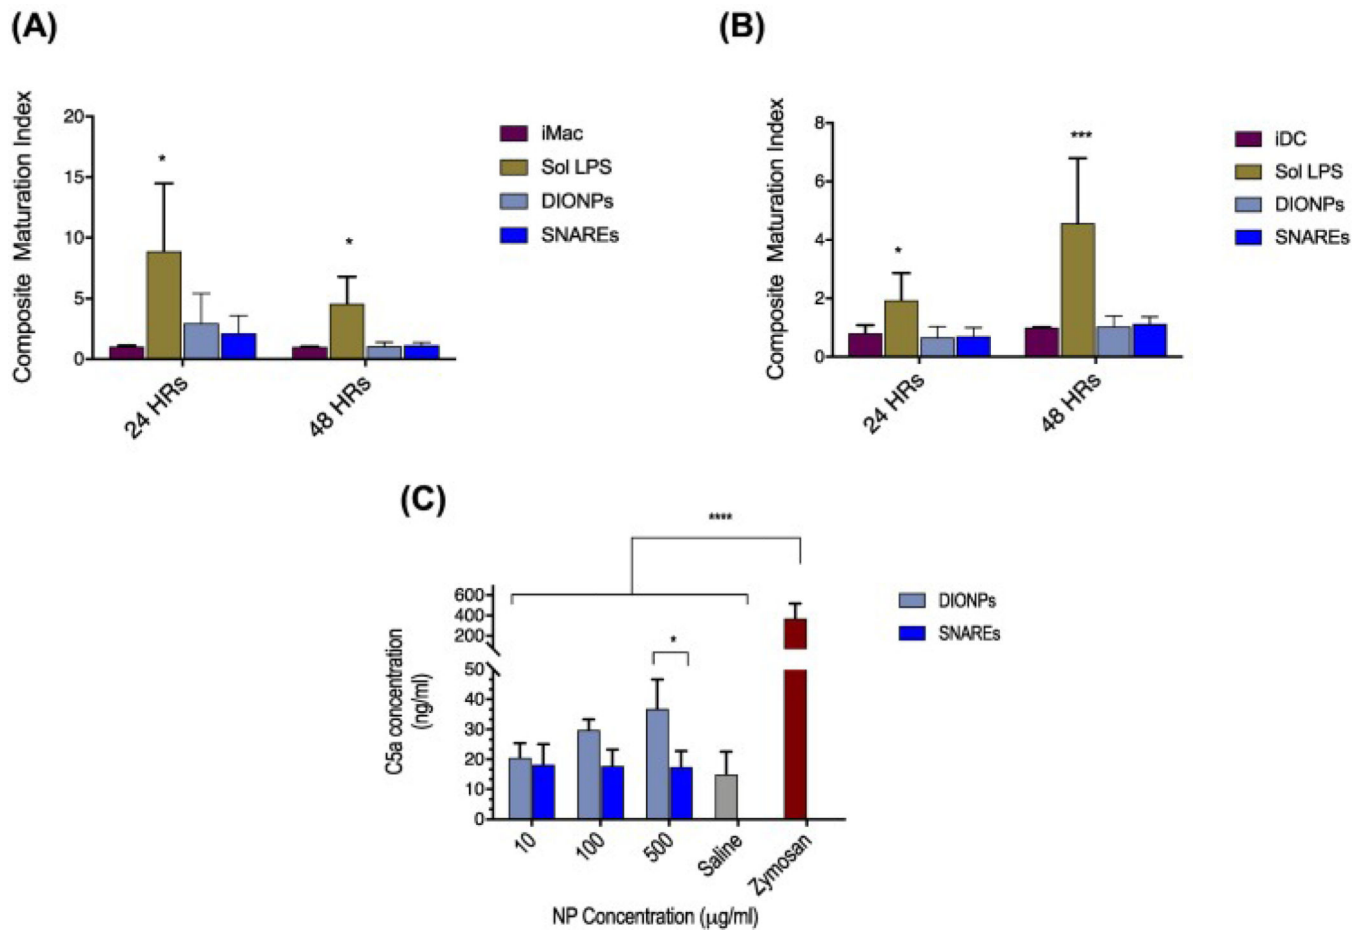 (A)
Composite Maturation Index
20
15
10
5
0
*
*
24 HRs
48 HRs
iMac
Sol LPS
DIONPs
SNAREs
(B)
Composite Maturation Index
8
6
4
2
0
*
***
24 HRs
48 HRs
iDC
Sol LPS
DIONPs
SNAREs
(C)
C5a concentration
(ng/ml)
600
400
200
50
40
30
20
10
0
****
*
10
100
500
Saline
Zymosan
NP Concentration (μg/ml)
DIONPs
SNAREs